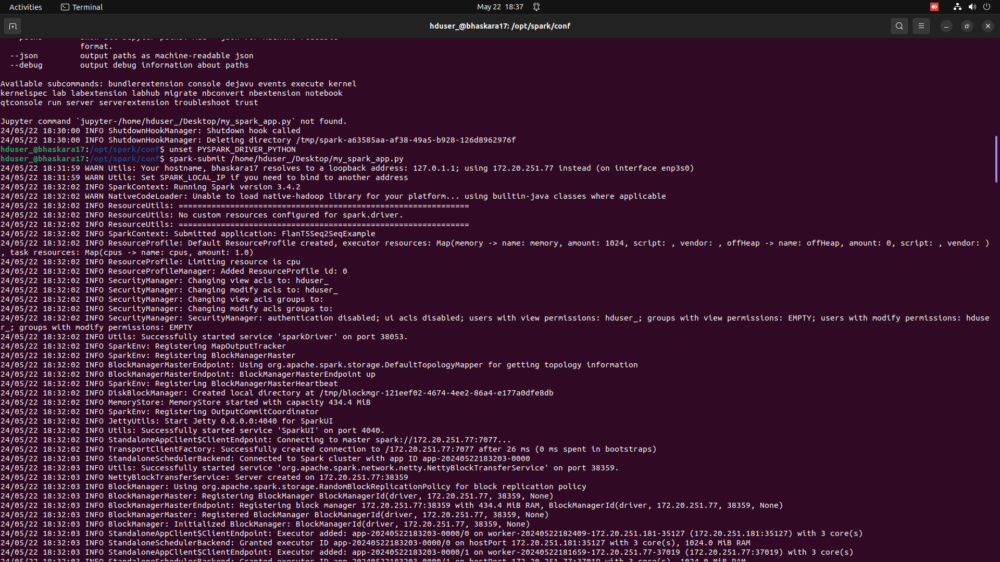 Activities Terminal May 22 18:37
hduser_@bhaskara17: /opt/spark/conf
format.
--json output paths as machine-readable json
--debug output debug information about paths
Available subcommands: bundlerextension console dejavu events execute kernel
kernelspec lab labextension labhub migrate nbconvert nbextension notebook
qtconsole run server serverextension troubleshoot trust
Jupyter command `jupyter-/home/hduser_/Desktop/my_spark_app.py` not found.
24/05/22 18:30:00 INFO ShutdownHookManager: Shutdown hook called
24/05/22 18:30:00 INFO ShutdownHookManager: Deleting directory /tmp/spark-a63585aa-af38-49a5-b928-126d8962976f
hduser_@bhaskara17:/opt/spark/conf$ unset PYSPARK_DRIVER_PYTHON
hduser_@bhaskara17:/opt/spark/conf$ spark-submit /home/hduser_/Desktop/my_spark_app.py
24/05/22 18:31:59 WARN Utils: Your hostname, bhaskara17 resolves to a loopback address: 127.0.1.1; using 172.20.251.77 instead (on interface enp3s0)
24/05/22 18:31:59 WARN Utils: Set SPARK_LOCAL_IP if you need to bind to another address
24/05/22 18:32:02 INFO SparkContext: Running Spark version 3.4.2
24/05/22 18:32:02 WARN NativeCodeLoader: Unable to load native-hadoop library for your platform... using builtin-java classes where applicable
24/05/22 18:32:02 INFO ResourceUtils: ==============================================================
24/05/22 18:32:02 INFO ResourceUtils: No custom resources configured for spark.driver.
24/05/22 18:32:02 INFO ResourceUtils: ==============================================================
24/05/22 18:32:02 INFO SparkContext: Submitted application: FlanT5Seq2SeqExample
24/05/22 18:32:02 INFO ResourceProfile: Default ResourceProfile created, executor resources: Map(memory -> name: memory, amount: 1024, script: , vendor: , offHeap -> name: offHeap, amount: 0, script: , vendor: )
, task resources: Map(cpus -> name: cpus, amount: 1.0)
24/05/22 18:32:02 INFO ResourceProfile: Limiting resource is cpu
24/05/22 18:32:02 INFO ResourceProfileManager: Added ResourceProfile id: 0
24/05/22 18:32:02 INFO SecurityManager: Changing view acls to: hduser_
24/05/22 18:32:02 INFO SecurityManager: Changing modify acls to: hduser_
24/05/22 18:32:02 INFO SecurityManager: Changing view acls groups to:
24/05/22 18:32:02 INFO SecurityManager: Changing modify acls groups to:
24/05/22 18:32:02 INFO SecurityManager: SecurityManager: authentication disabled; ui acls disabled; users with view permissions: hduser_; groups with view permissions: EMPTY; users with modify permissions: hduse
r_; groups with modify permissions: EMPTY
24/05/22 18:32:02 INFO Utils: Successfully started service 'sparkDriver' on port 38053.
24/05/22 18:32:02 INFO SparkEnv: Registering MapOutputTracker
24/05/22 18:32:02 INFO SparkEnv: Registering BlockManagerMaster
24/05/22 18:32:02 INFO BlockManagerMasterEndpoint: Using org.apache.spark.storage.DefaultTopologyMapper for getting topology information
24/05/22 18:32:02 INFO BlockManagerMasterEndpoint: BlockManagerMasterEndpoint up
24/05/22 18:32:02 INFO SparkEnv: Registering BlockManagerMasterHeartbeat
24/05/22 18:32:02 INFO DiskBlockManager: Created local directory at /tmp/blockmgr-121eef02-4674-4ee2-86a4-e177a0dfe8db
24/05/22 18:32:02 INFO MemoryStore: MemoryStore started with capacity 434.4 MiB
24/05/22 18:32:02 INFO SparkEnv: Registering OutputCommitCoordinator
24/05/22 18:32:02 INFO JettyUtils: Start Jetty 0.0.0.0:4040 for SparkUI
24/05/22 18:32:02 INFO Utils: Successfully started service 'SparkUI' on port 4040.
24/05/22 18:32:02 INFO StandaloneAppClient$ClientEndpoint: Connecting to master spark://172.20.251.77:7077...
24/05/22 18:32:02 INFO TransportClientFactory: Successfully created connection to /172.20.251.77:7077 after 26 ms (0 ms spent in bootstraps)
24/05/22 18:32:03 INFO StandaloneSchedulerBackend: Connected to Spark cluster with app ID app-20240522183203-0000
24/05/22 18:32:03 INFO Utils: Successfully started service 'org.apache.spark.network.netty.NettyBlockTransferService' on port 38359.
24/05/22 18:32:03 INFO NettyBlockTransferService: Server created on 172.20.251.77:38359
24/05/22 18:32:03 INFO BlockManager: Using org.apache.spark.storage.RandomBlockReplicationPolicy for block replication policy
24/05/22 18:32:03 INFO BlockManagerMaster: Registering BlockManager BlockManagerId(driver, 172.20.251.77, 38359, None)
24/05/22 18:32:03 INFO BlockManagerMasterEndpoint: Registering block manager 172.20.251.77:38359 with 434.4 MiB RAM, BlockManagerId(driver, 172.20.251.77, 38359, None)
24/05/22 18:32:03 INFO BlockManagerMaster: Registered BlockManager BlockManagerId(driver, 172.20.251.77, 38359, None)
24/05/22 18:32:03 INFO BlockManager: Initialized BlockManager: BlockManagerId(driver, 172.20.251.77, 38359, None)
24/05/22 18:32:03 INFO StandaloneAppClient$ClientEndpoint: Executor added: app-20240522183203-0000/0 on worker-20240522182409-172.20.251.181-35127 (172.20.251.181:35127) with 3 core(s)
24/05/22 18:32:03 INFO StandaloneSchedulerBackend: Granted executor ID app-20240522183203-0000/0 on hostPort 172.20.251.181:35127 with 3 core(s), 1024.0 MiB RAM
24/05/22 18:32:03 INFO StandaloneAppClient$ClientEndpoint: Executor added: app-20240522183203-0000/1 on worker-20240522181659-172.20.251.77-37019 (172.20.251.77:37019) with 3 core(s)
24/05/22 18:32:03 INFO StandaloneSchedulerBackend: Granted executor ID app-20240522183203-0000/1 on hostPort 172.20.251.77:37019 with 3 core(s), 1024.0 MiB RAM